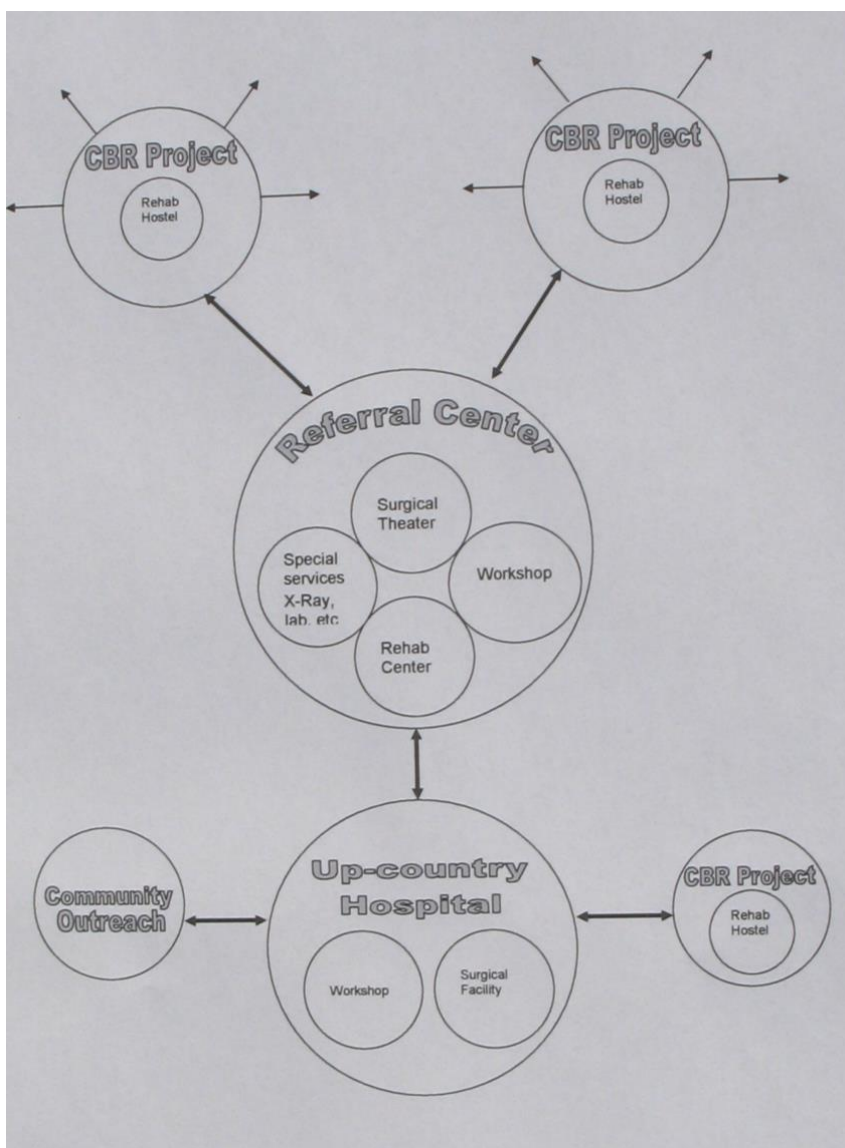 CBR Project
Rehab
Hostel
CBR Project
Rehab
Hostel
Referral Center
Surgical
Theater
Special
services
X-Ray,
lab. etc
Workshop
Rehab
Center
Up-country
Hospital
Workshop
Surgical
Facility
Community
Outreach
CBR Project
Rehab
Hostel